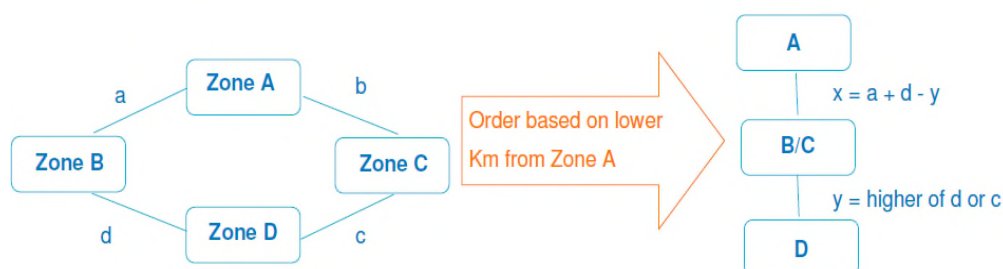 Zone A
a
b
Zone B
Zone C
d
Zone D
c
Order based on lower
Km from Zone A
A
x = a + d - y
B/C
y = higher of d or c
D